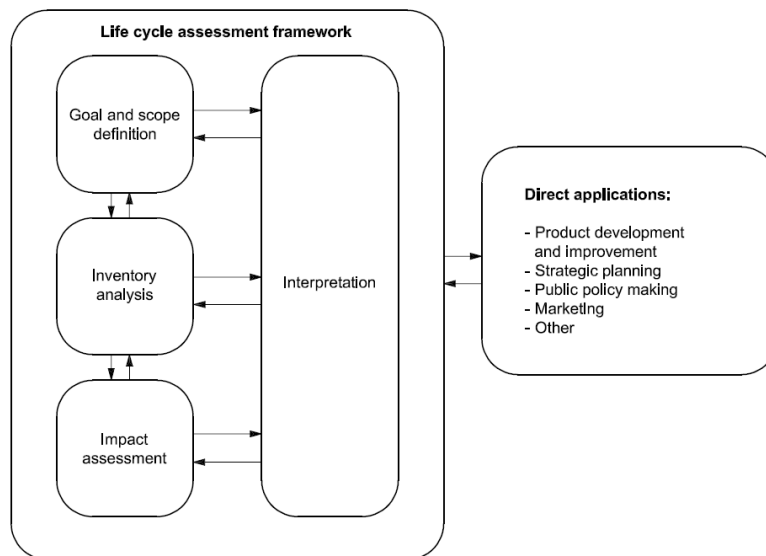 Life cycle assessment framework
Goal and scope
definition
Inventory
analysis
Impact
assessment
Interpretation
Direct applications:
- Product development
and improvement
- Strategic planning
- Public policy making
- Marketing
- Other